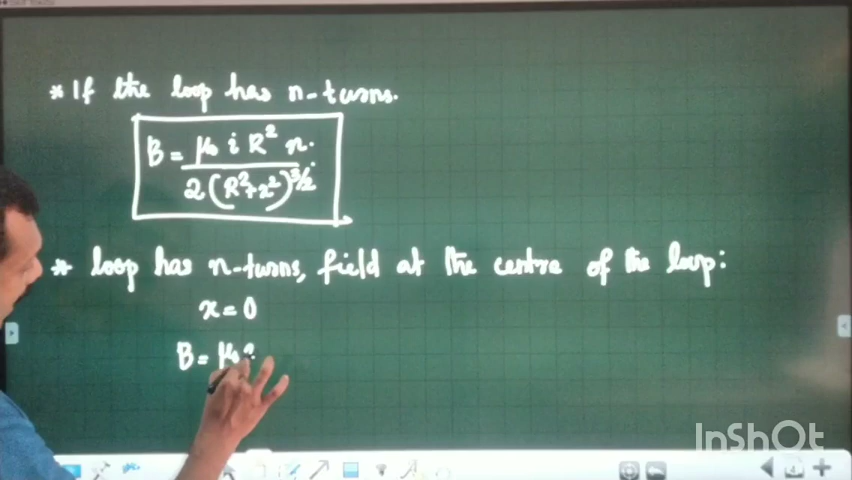 * If the loop has n-turns.
B = μ₀ i R² n.
2 (R²+x²)^3/2
* loop has n-turns, field at the centre of the loop:
x = 0
B = μ₀ i
InShOt